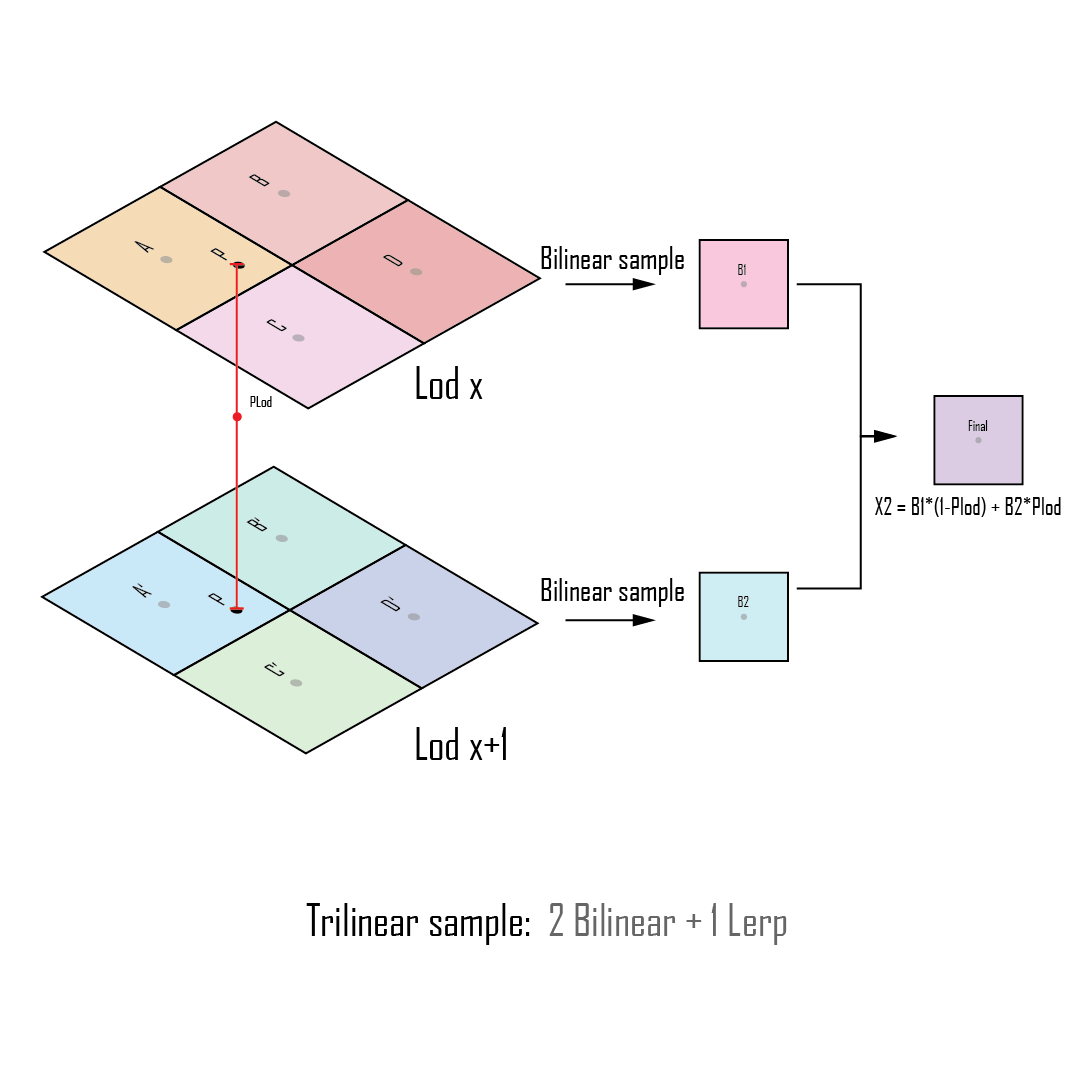 B
A
P
D
C
Bilinear sample
B1
Lod x
PLod
Final
X2 = B1*(1-Plod) + B2*Plod
B̄
Ā
P
D̄
C̄
Bilinear sample
B2
Lod x+1
Trilinear sample: 2 Bilinear + 1 Lerp